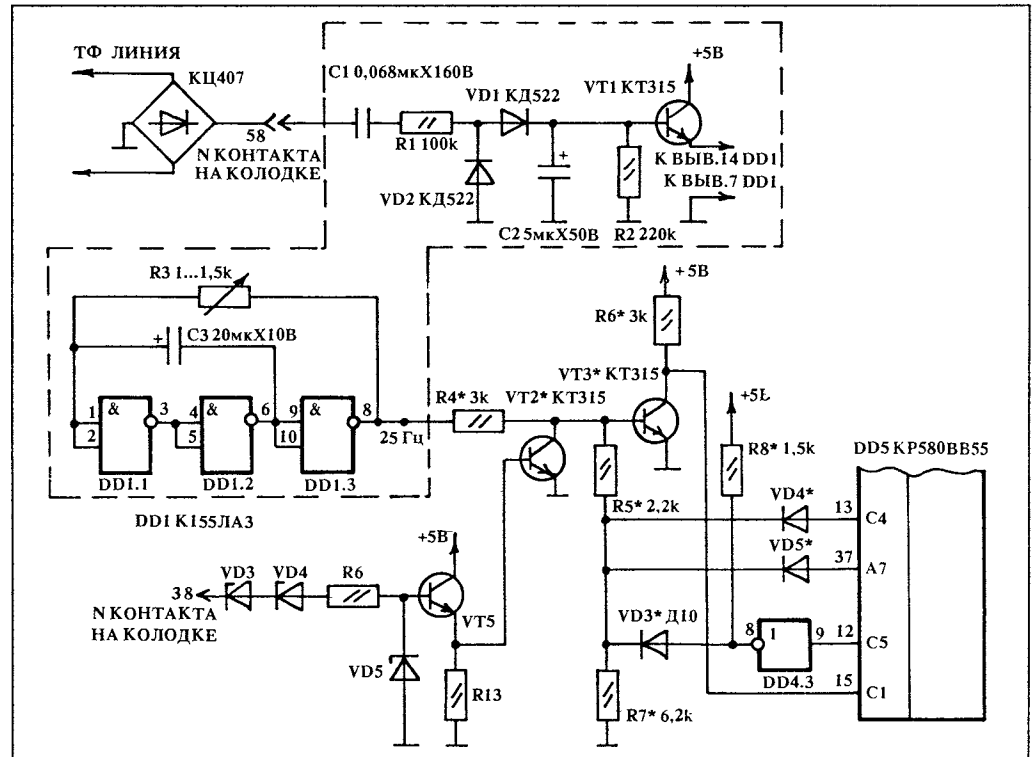 ТФ ЛИНИЯ
КЦ407
58
N КОНТАКТА
НА КОЛОДКЕ
C1 0,068мкХ160В
R1 100k
VD1 КД522
VD2 КД522
+
C2 5мкХ50В
R2 220k
VT1 КТ315
+5В
К ВЫВ.14 DD1
К ВЫВ.7 DD1
R3 1...1,5k
+
C3 20мкХ10В
1
2
&
3
DD1.1
4
5
&
6
DD1.2
9
10
&
8
DD1.3
25 Гц
DD1 К155ЛА3
R4* 3k
VT2* КТ315
VT3* КТ315
+5В
R6* 3k
R5* 2,2k
R7* 6,2k
+5L
R8* 1,5k
VD4*
VD5*
VD3* Д10
8
1
9
DD4.3
DD5 КР580ВВ55
13
C4
37
A7
12
C5
15
C1
38
N КОНТАКТА
НА КОЛОДКЕ
VD3
VD4
R6
VD5
+5В
VT5
R13